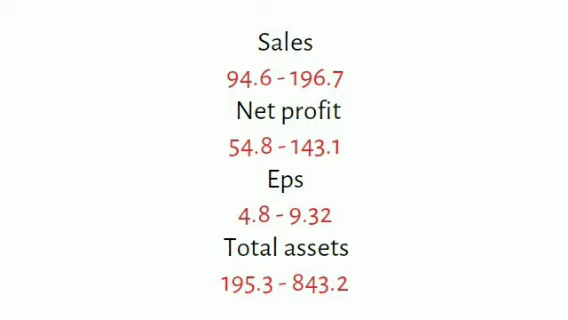 Sales
94.6 - 196.7
Net profit
54.8 - 143.1
Eps
4.8 - 9.32
Total assets
195.3 - 843.2